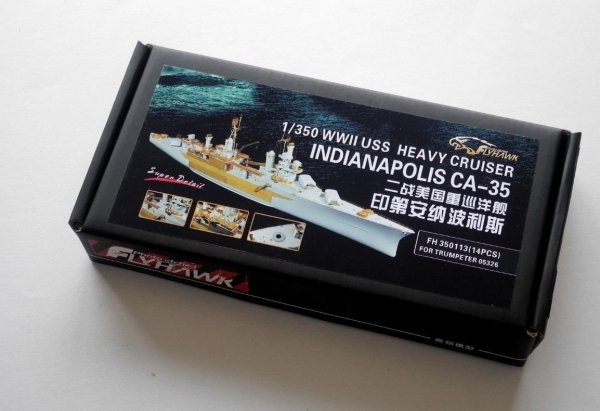 FLYHAWK
1/350 WWII USS HEAVY CRUISER
INDIANAPOLIS CA-35
二战美国重巡洋舰
印第安纳波利斯
Super Detail
FH 350113(14PCS)
FOR TRUMPETER 05326
FLYHAWK